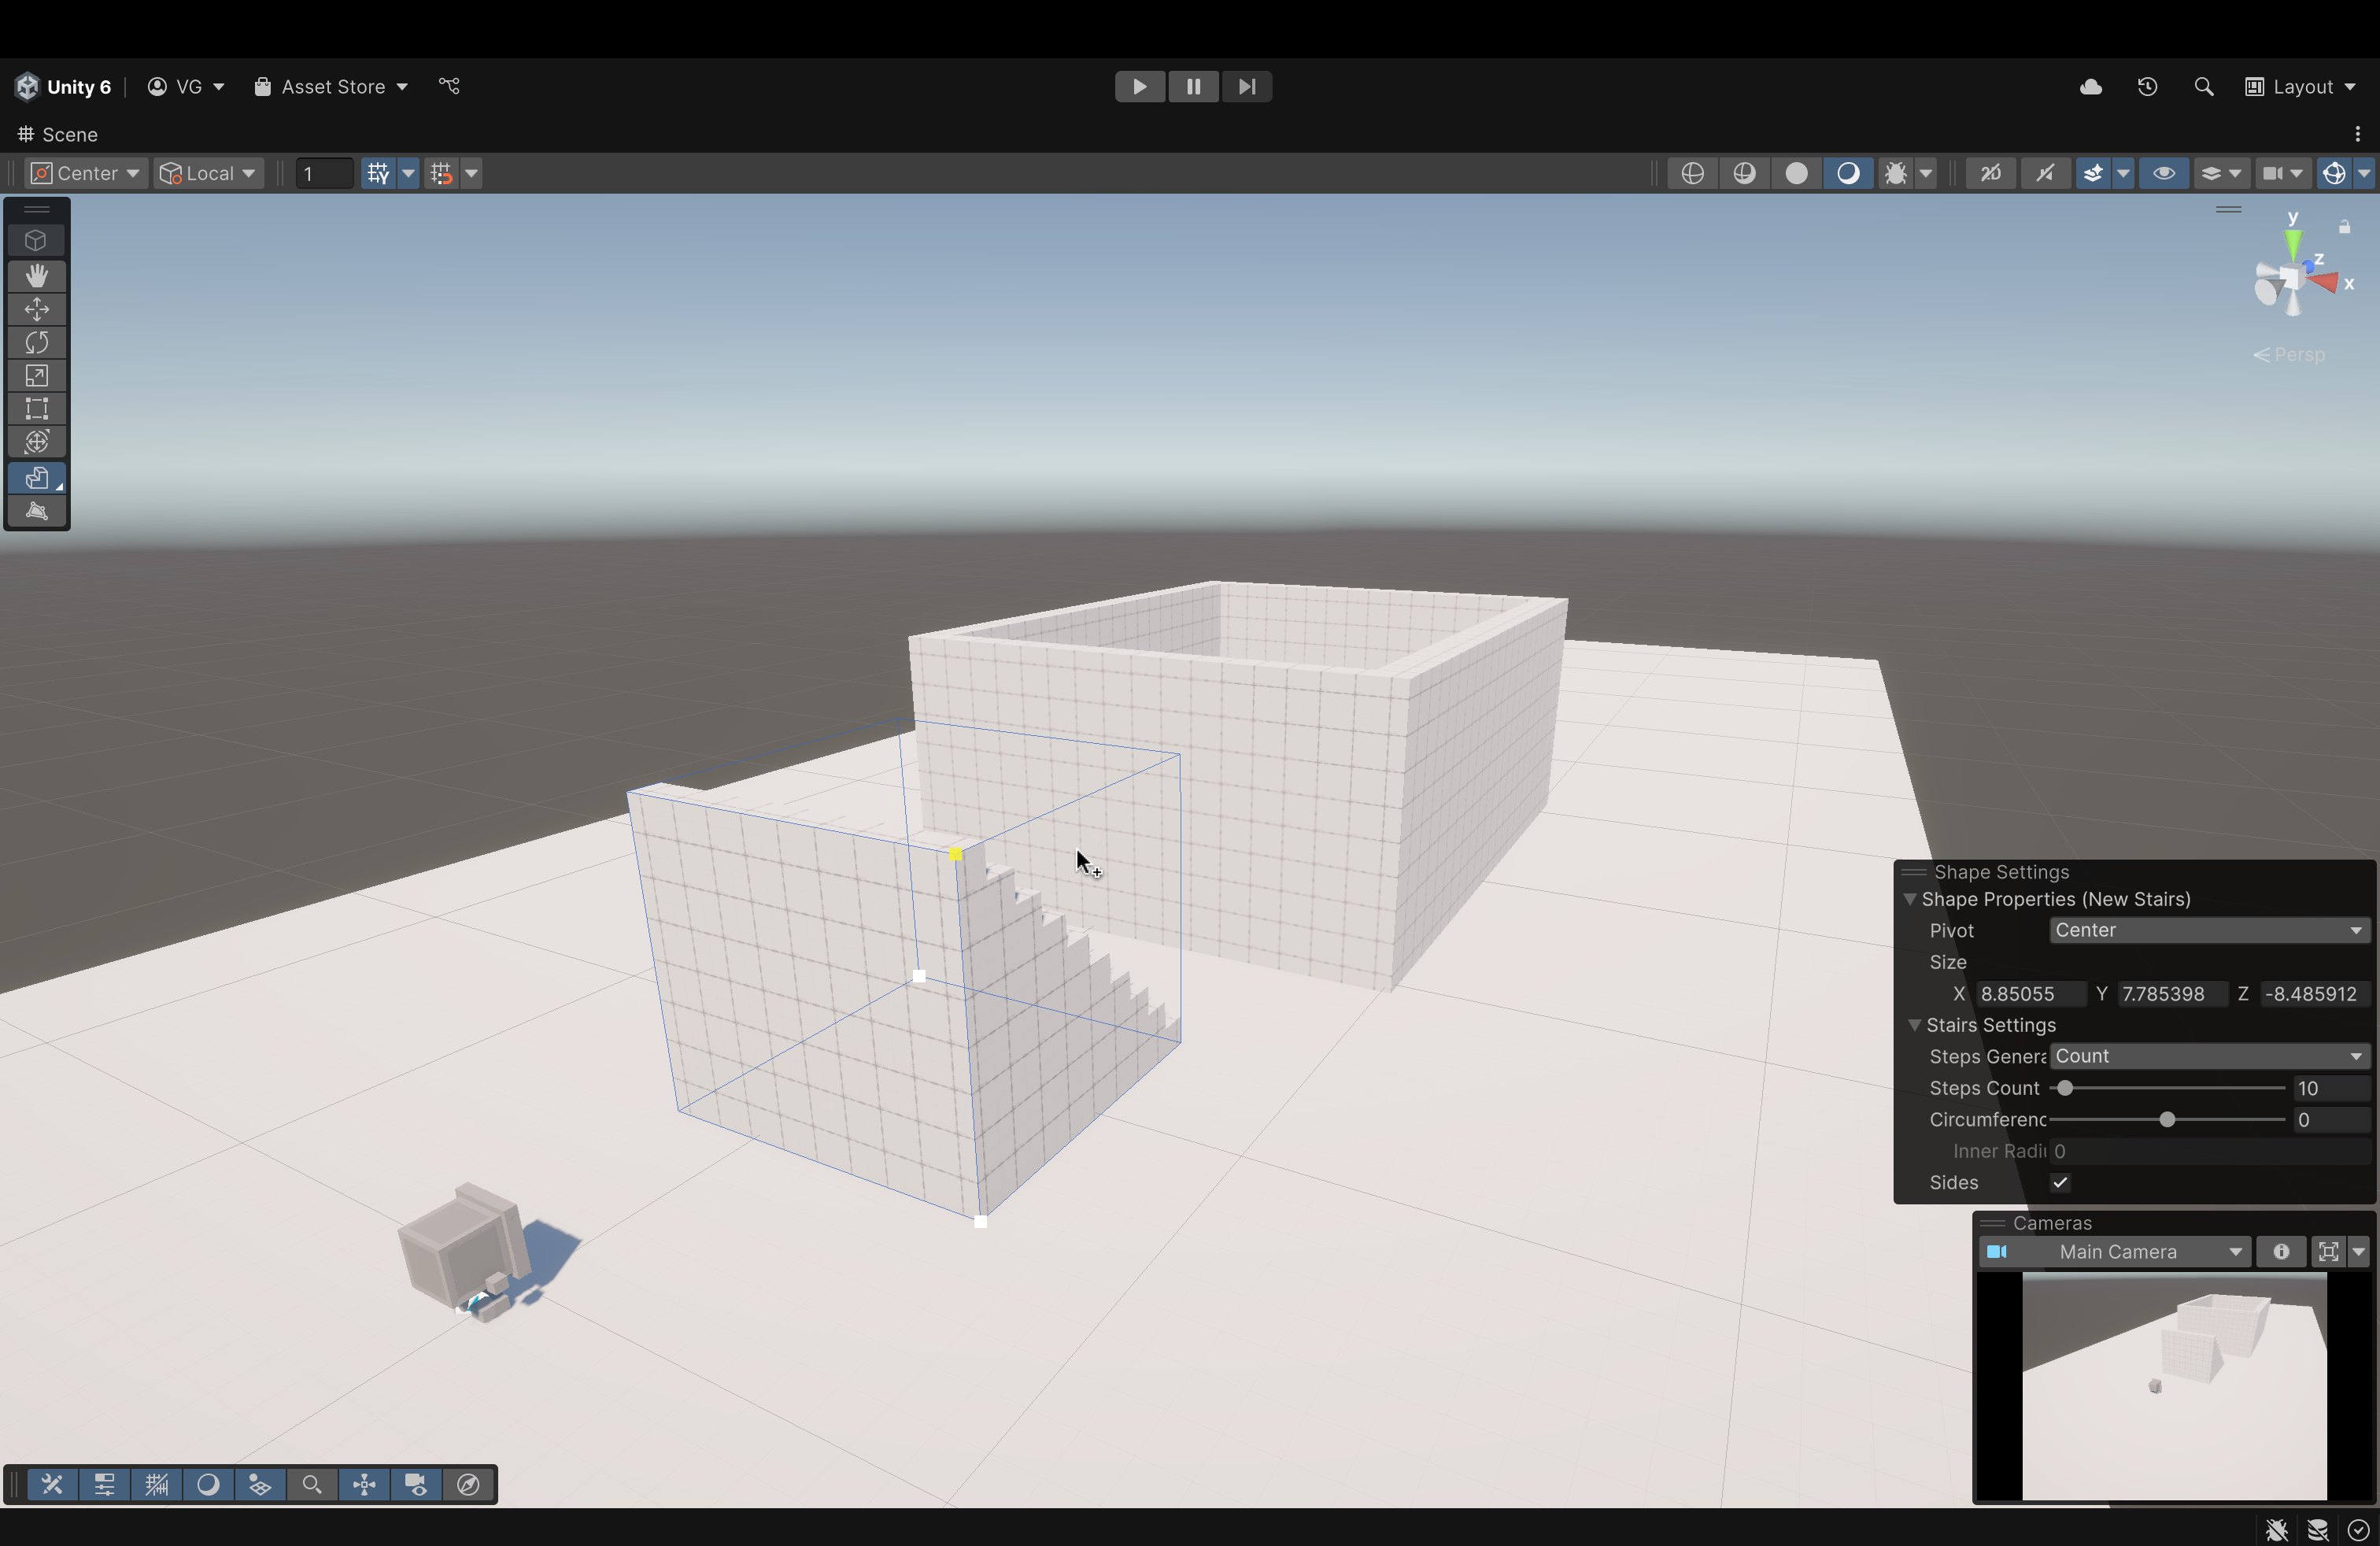 Unity 6 VG Asset Store Layout
Scene
Center Local 1 2D
y
z
x
Persp
Shape Settings
Shape Properties (New Stairs)
Pivot Center
Size
X 8.85055 Y 7.785398 Z -8.485912
Stairs Settings
Steps Genera Count
Steps Count 10
Circumferenc 0
Inner Radi 0
Sides
Cameras
Main Camera